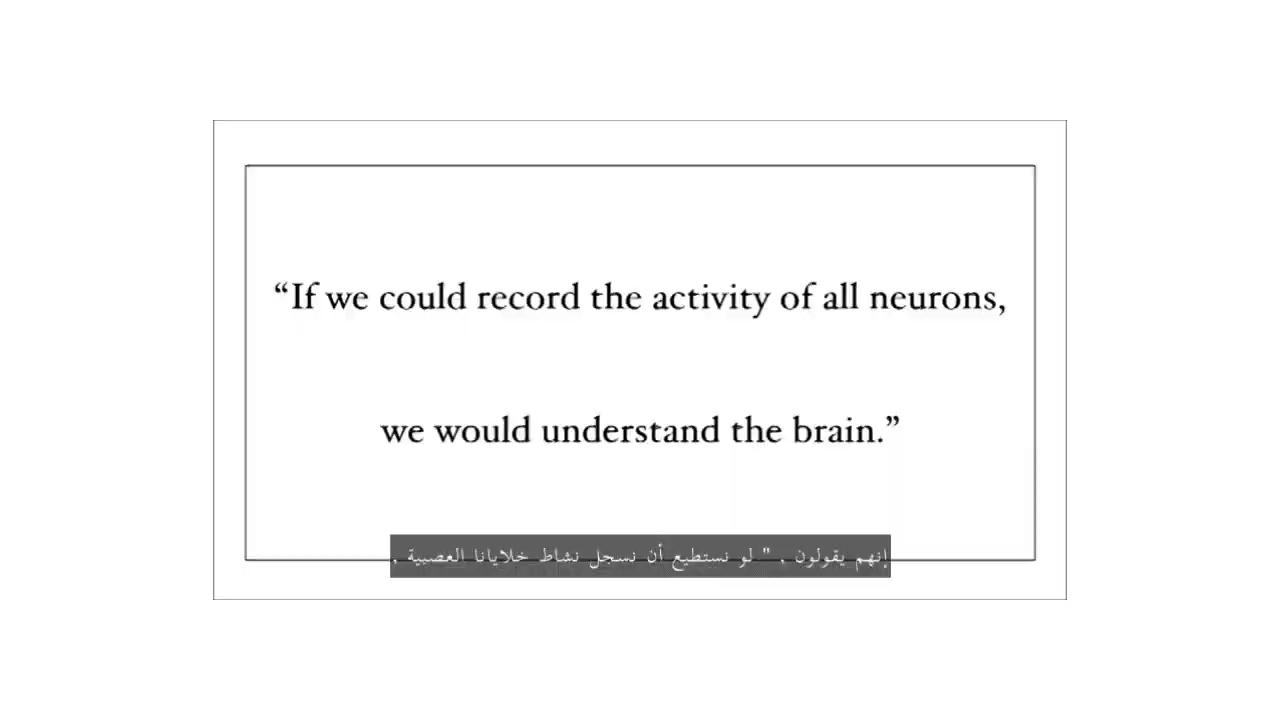 “If we could record the activity of all neurons,
we would understand the brain.”
إنهم يقولون , " لو نستطيع أن نسجل نشاط خلايانا العصبية ,